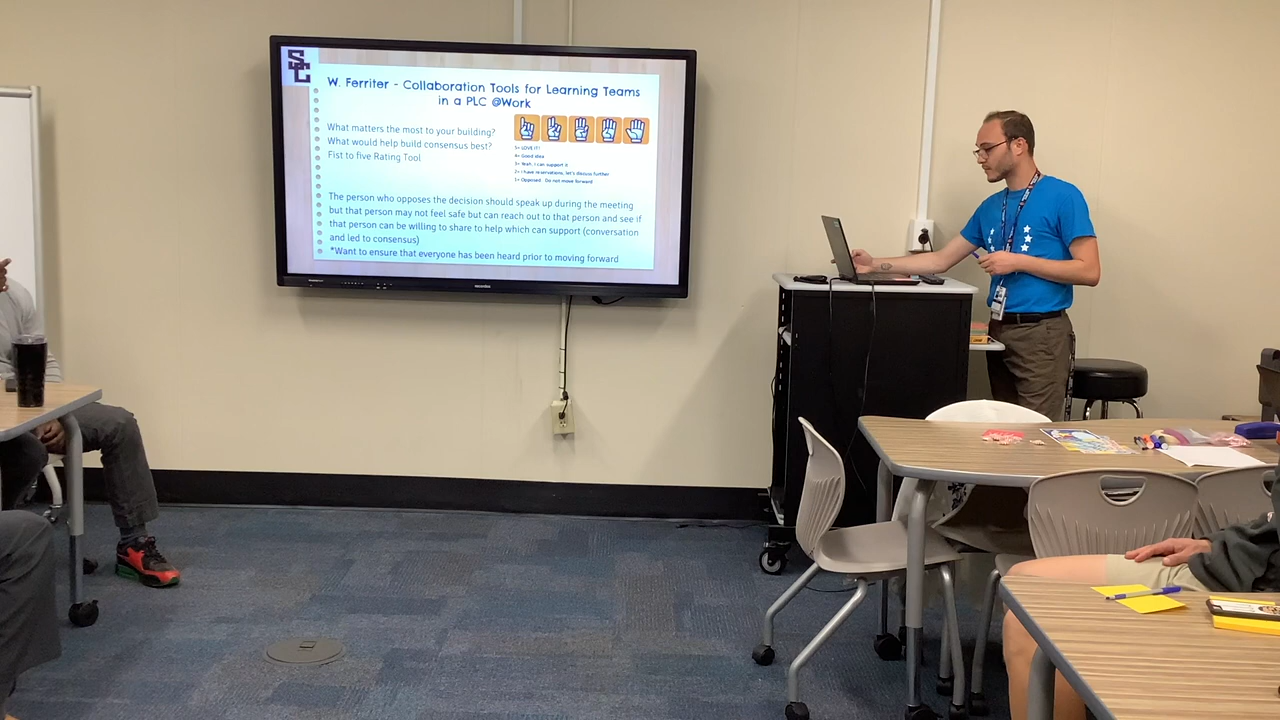 SC
W. Ferriter - Collaboration Tools for Learning Teams
in a PLC @Work
What matters the most to your building?
What would help build consensus best?
Fist to five Rating Tool
5= LOVE IT!
4= Good idea
3= Yeah, I can support it
2= I have reservations, let's discuss further
1= Opposed Do not move forward
The person who opposes the decision should speak up during the meeting
but that person may not feel safe but can reach out to that person and see if
that person can be willing to share to help which can support (conversation
and led to consensus)
*Want to ensure that everyone has been heard prior to moving forward